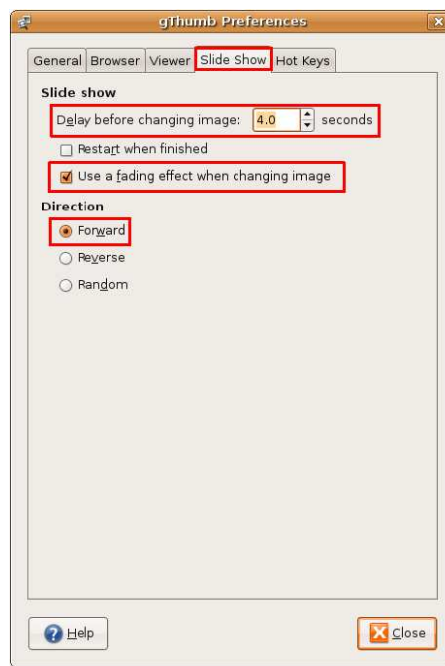 gThumb Preferences
General Browser Viewer Slide Show Hot Keys
Slide show
Delay before changing image: 4.0 seconds
Restart when finished
Use a fading effect when changing image
Direction
Forward
Reverse
Random
Help Close